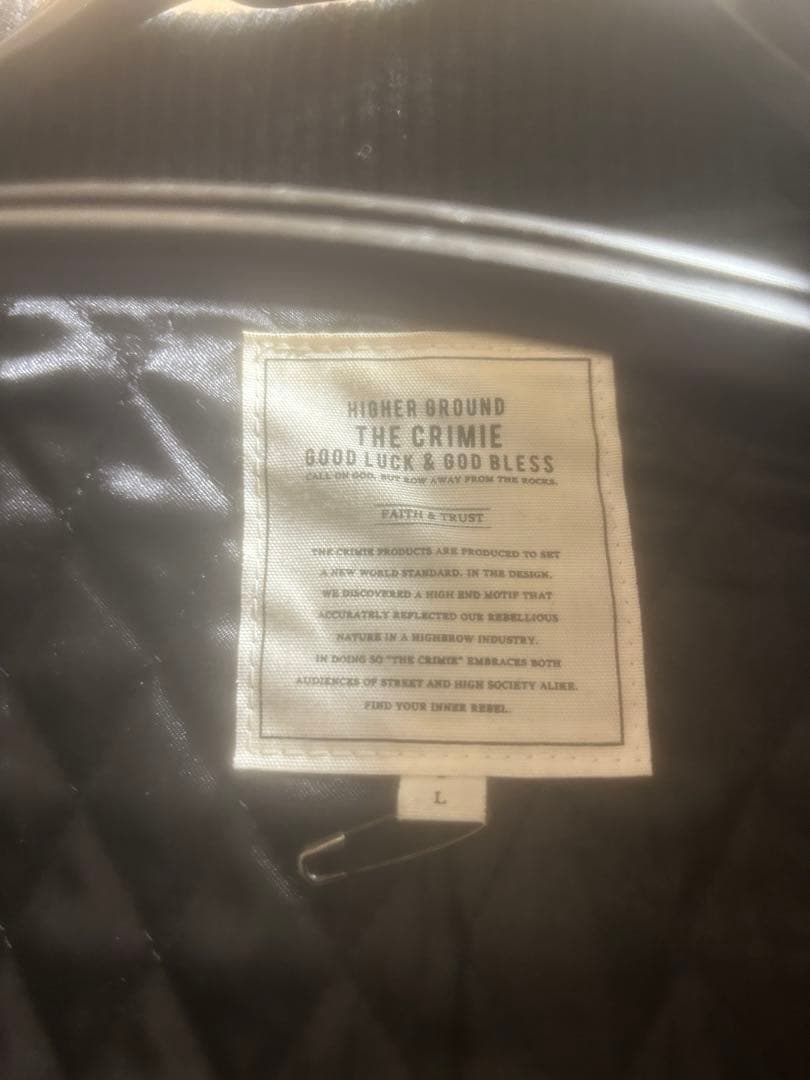 HIGHER GROUND
THE CRIMIE
GOOD LUCK & GOD BLESS
CALL ON GOD, BUT ROW AWAY FROM THE ROCKS.
FAITH & TRUST
THE CRIMIE PRODUCTS ARE PRODUCED TO SET
A NEW WORLD STANDARD. IN THE DESIGN,
WE DISCOVERED A HIGH END MOTIF THAT
ACCURATELY REFLECTED OUR REBELLIOUS
NATURE IN A HIGHBROW INDUSTRY.
IN DOING SO "THE CRIMIE" EMBRACES BOTH
AUDIENCES OF STREET AND HIGH SOCIETY ALIKE.
FIND YOUR INNER REBEL.
L